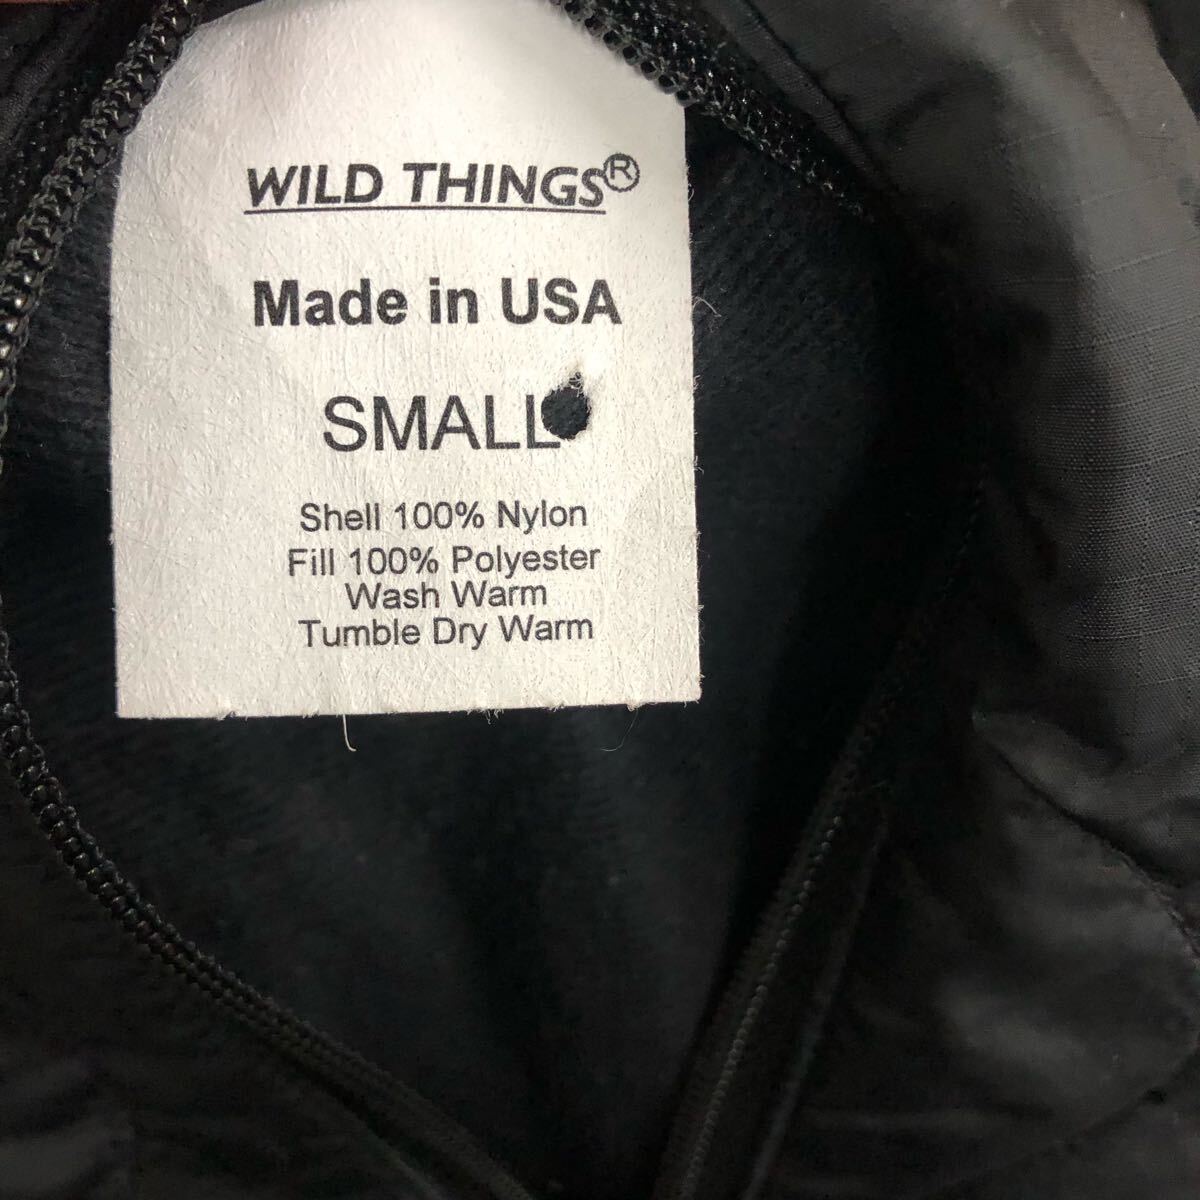 WILD THINGS®
Made in USA
SMALL
Shell 100% Nylon
Fill 100% Polyester
Wash Warm
Tumble Dry Warm